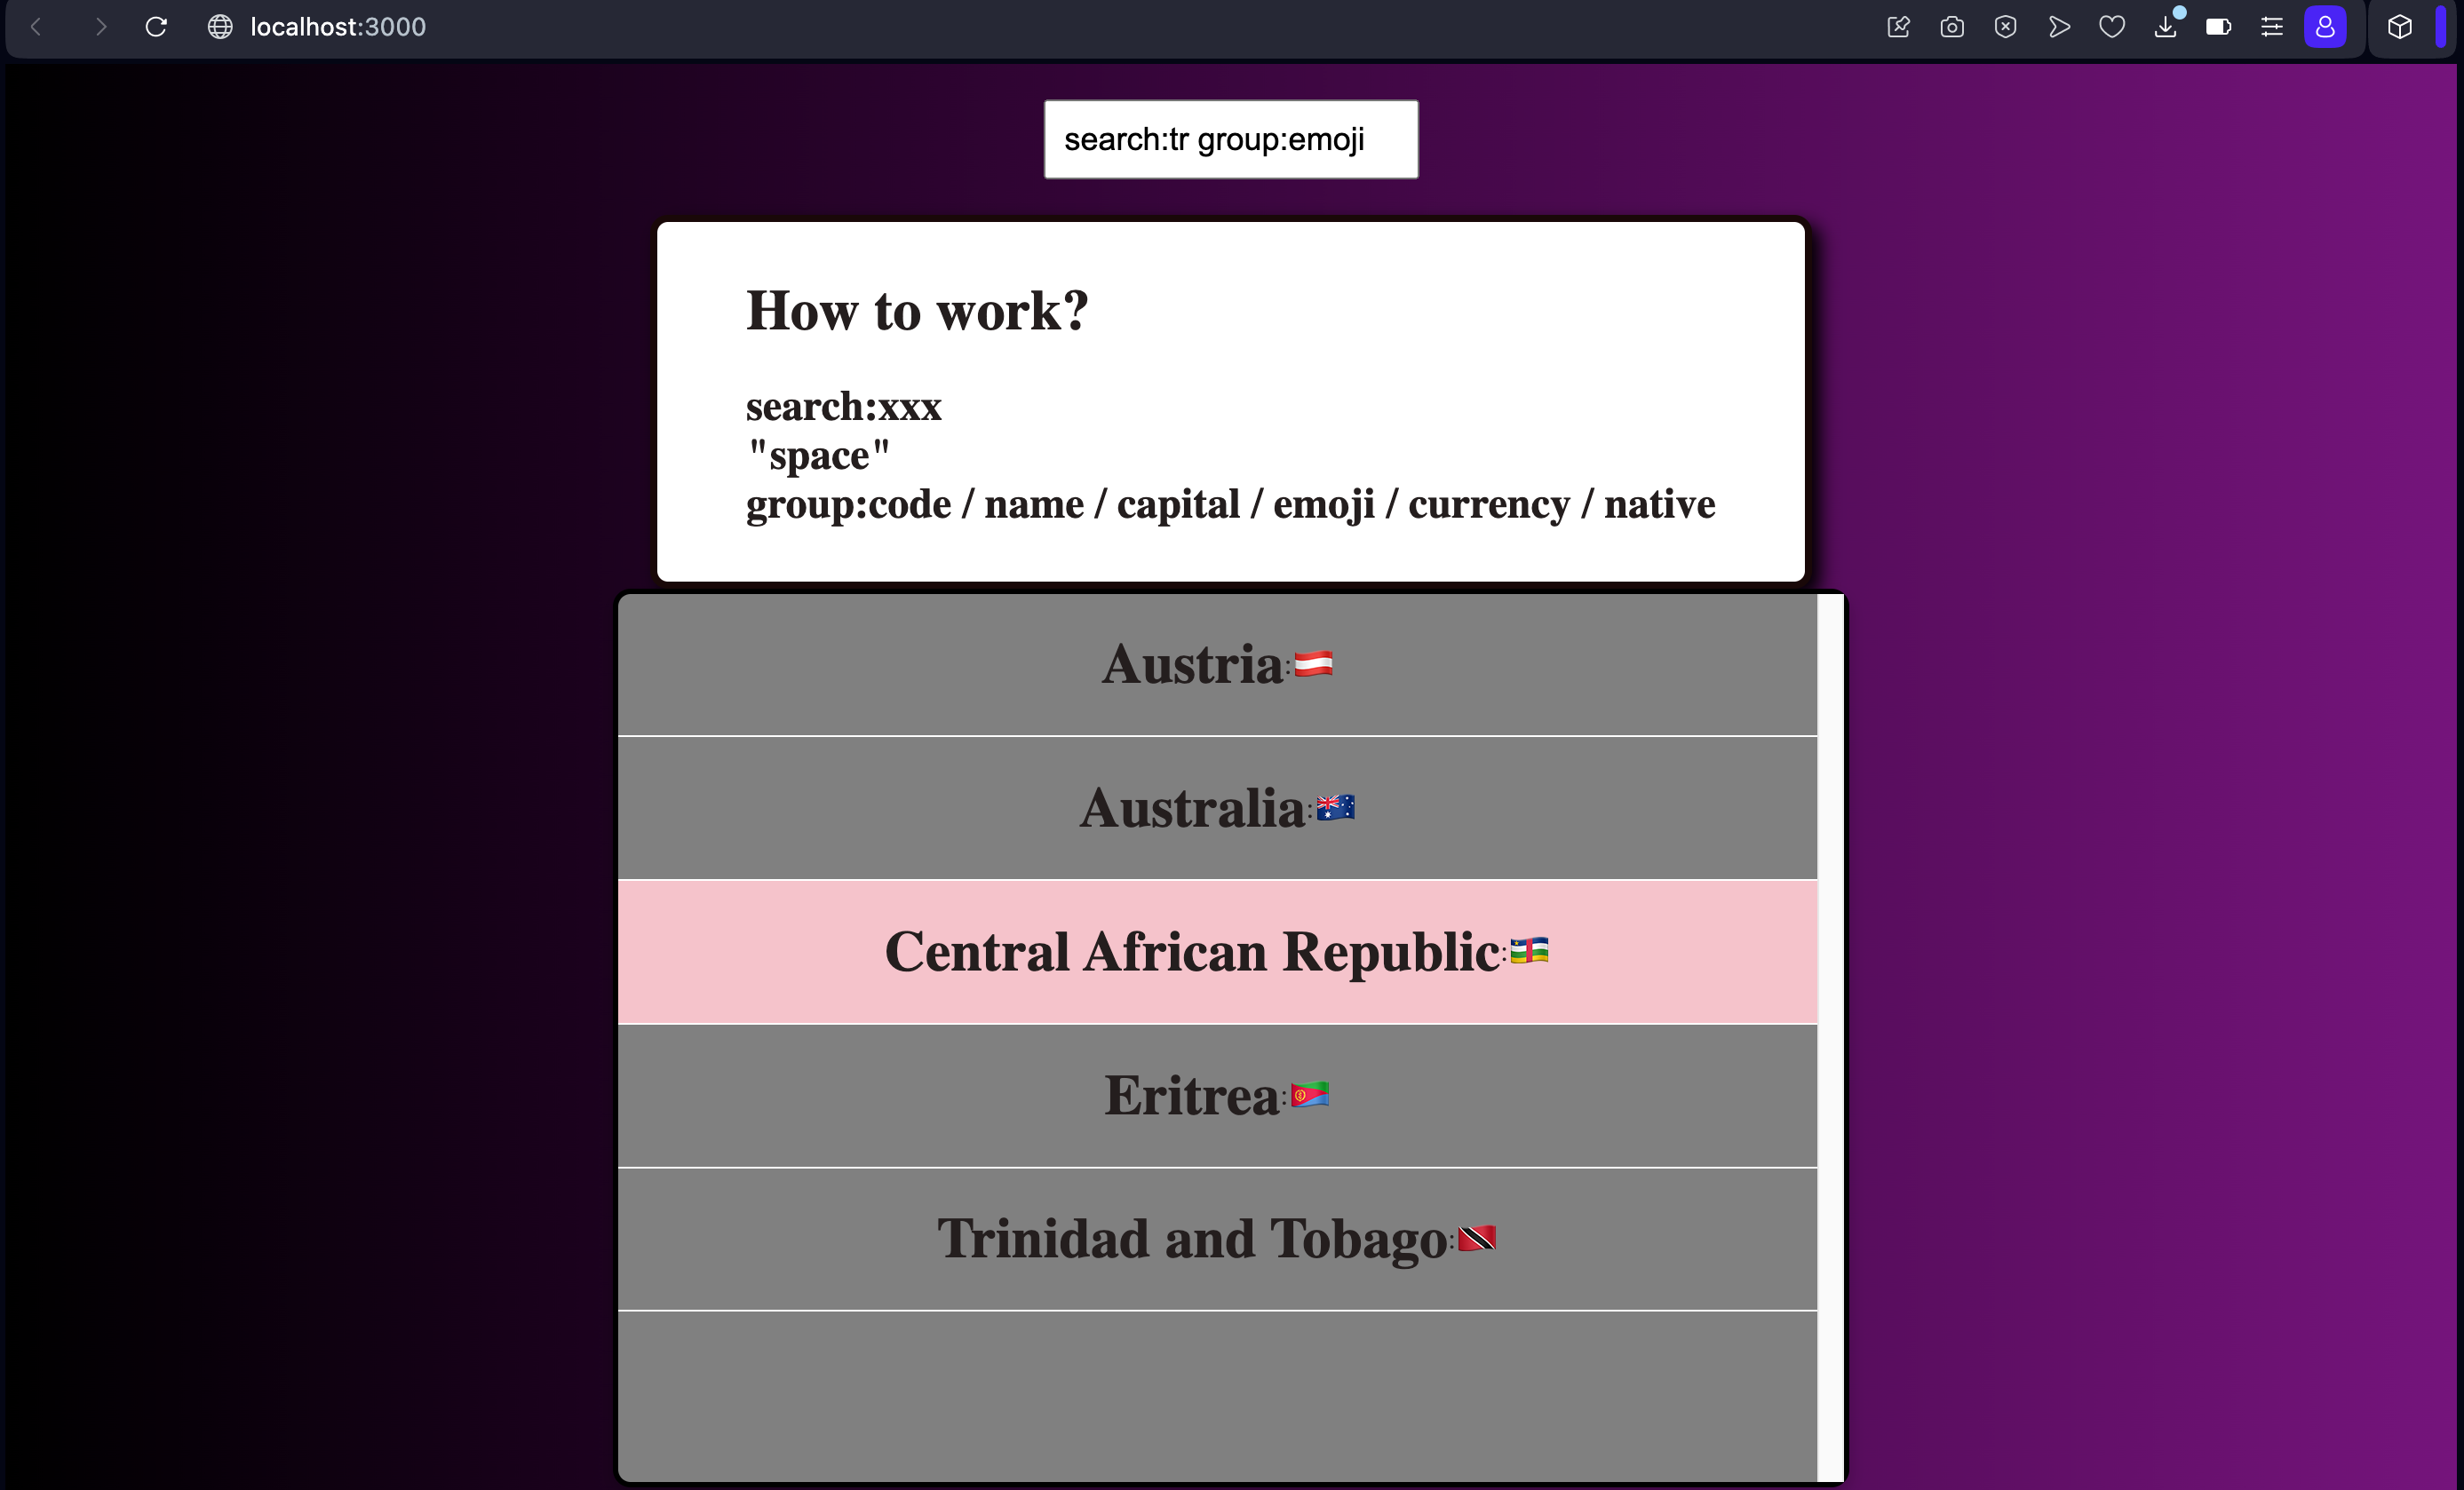 localhost:3000
search:tr group:emoji
How to work?
search:xxx
"space"
group:code / name / capital / emoji / currency / native
Austria:🇦🇹
Australia:🇦🇺
Central African Republic:🇨🇫
Eritrea:🇪🇷
Trinidad and Tobago:🇹🇹